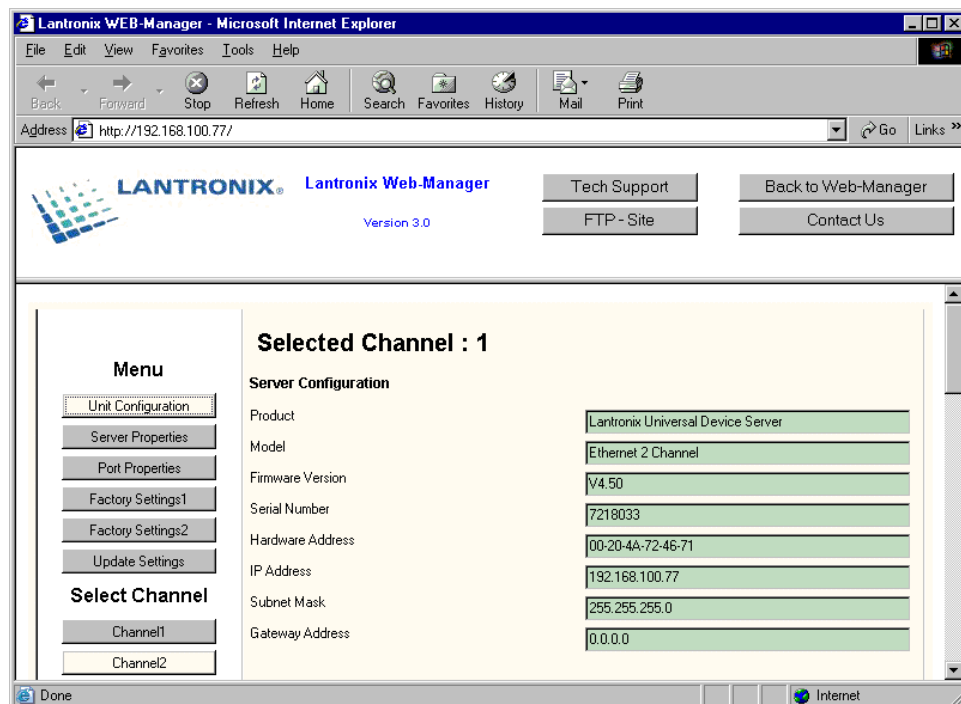 Lantronix WEB-Manager - Microsoft Internet Explorer
File Edit View Favorites Tools Help
Back Forward Stop Refresh Home Search Favorites History Mail Print
Address http://192.168.100.77/ Go Links »
LANTRONIX® Lantronix Web-Manager Tech Support Back to Web-Manager
Version 3.0 FTP - Site Contact Us
Menu
Unit Configuration
Server Properties
Port Properties
Factory Settings1
Factory Settings2
Update Settings
Select Channel
Channel1
Channel2
Selected Channel : 1
Server Configuration
Product Lantronix Universal Device Server
Model Ethernet 2 Channel
Firmware Version V4.50
Serial Number 7218033
Hardware Address 00-20-4A-72-46-71
IP Address 192.168.100.77
Subnet Mask 255.255.255.0
Gateway Address 0.0.0.0
Done Internet